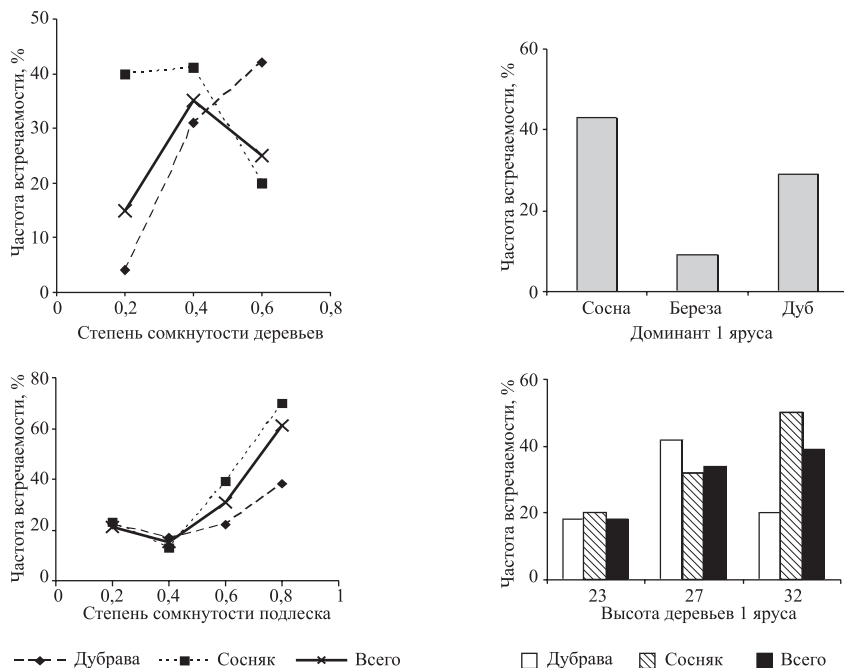 Частота встречаемости, %
50
40
30
20
10
0
0 0,2 0,4 0,6 0,8
Степень сомкнутости деревьев
Частота встречаемости, %
60
40
20
0
Сосна Береза Дуб
Доминант 1 яруса
Частота встречаемости, %
80
60
40
20
0
0 0,2 0,4 0,6 0,8 1
Степень сомкнутости подлеска
Частота встречаемости, %
60
40
20
0
23 27 32
Высота деревьев 1 яруса
Дубрава Сосняк Всего
Дубрава Сосняк Всего